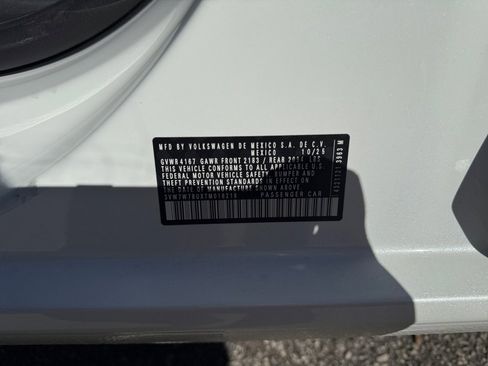 MFD BY VOLKSWAGEN DE MEXICO S.A. DE C.V.
MEXICO 10/25
GVWR 4167 GAWR FRONT 2183 / REAR LBS
THIS VEHICLE CONFORMS TO ALL APPLICABLE U.S.
FEDERAL MOTOR VEHICLE SAFETY, BUMPER AND
THEFT PREVENTION STANDARDS IN EFFECT ON
THE DATE OF MANUFACTURE SHOWN ABOVE.
PASSENGER CAR
3963 M